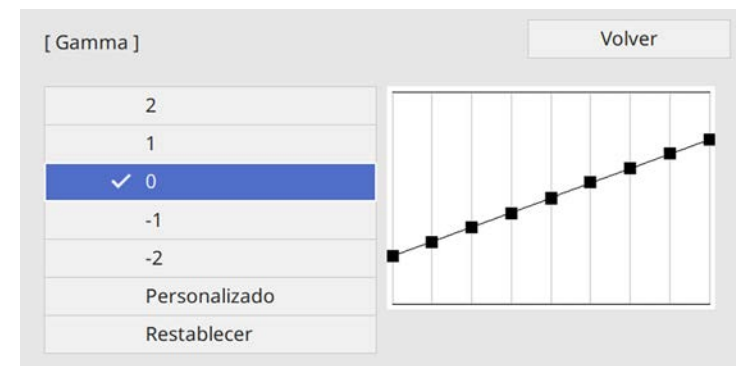 [ Gamma ]
Volver
2
1
0
-1
-2
Personalizado
Restablecer